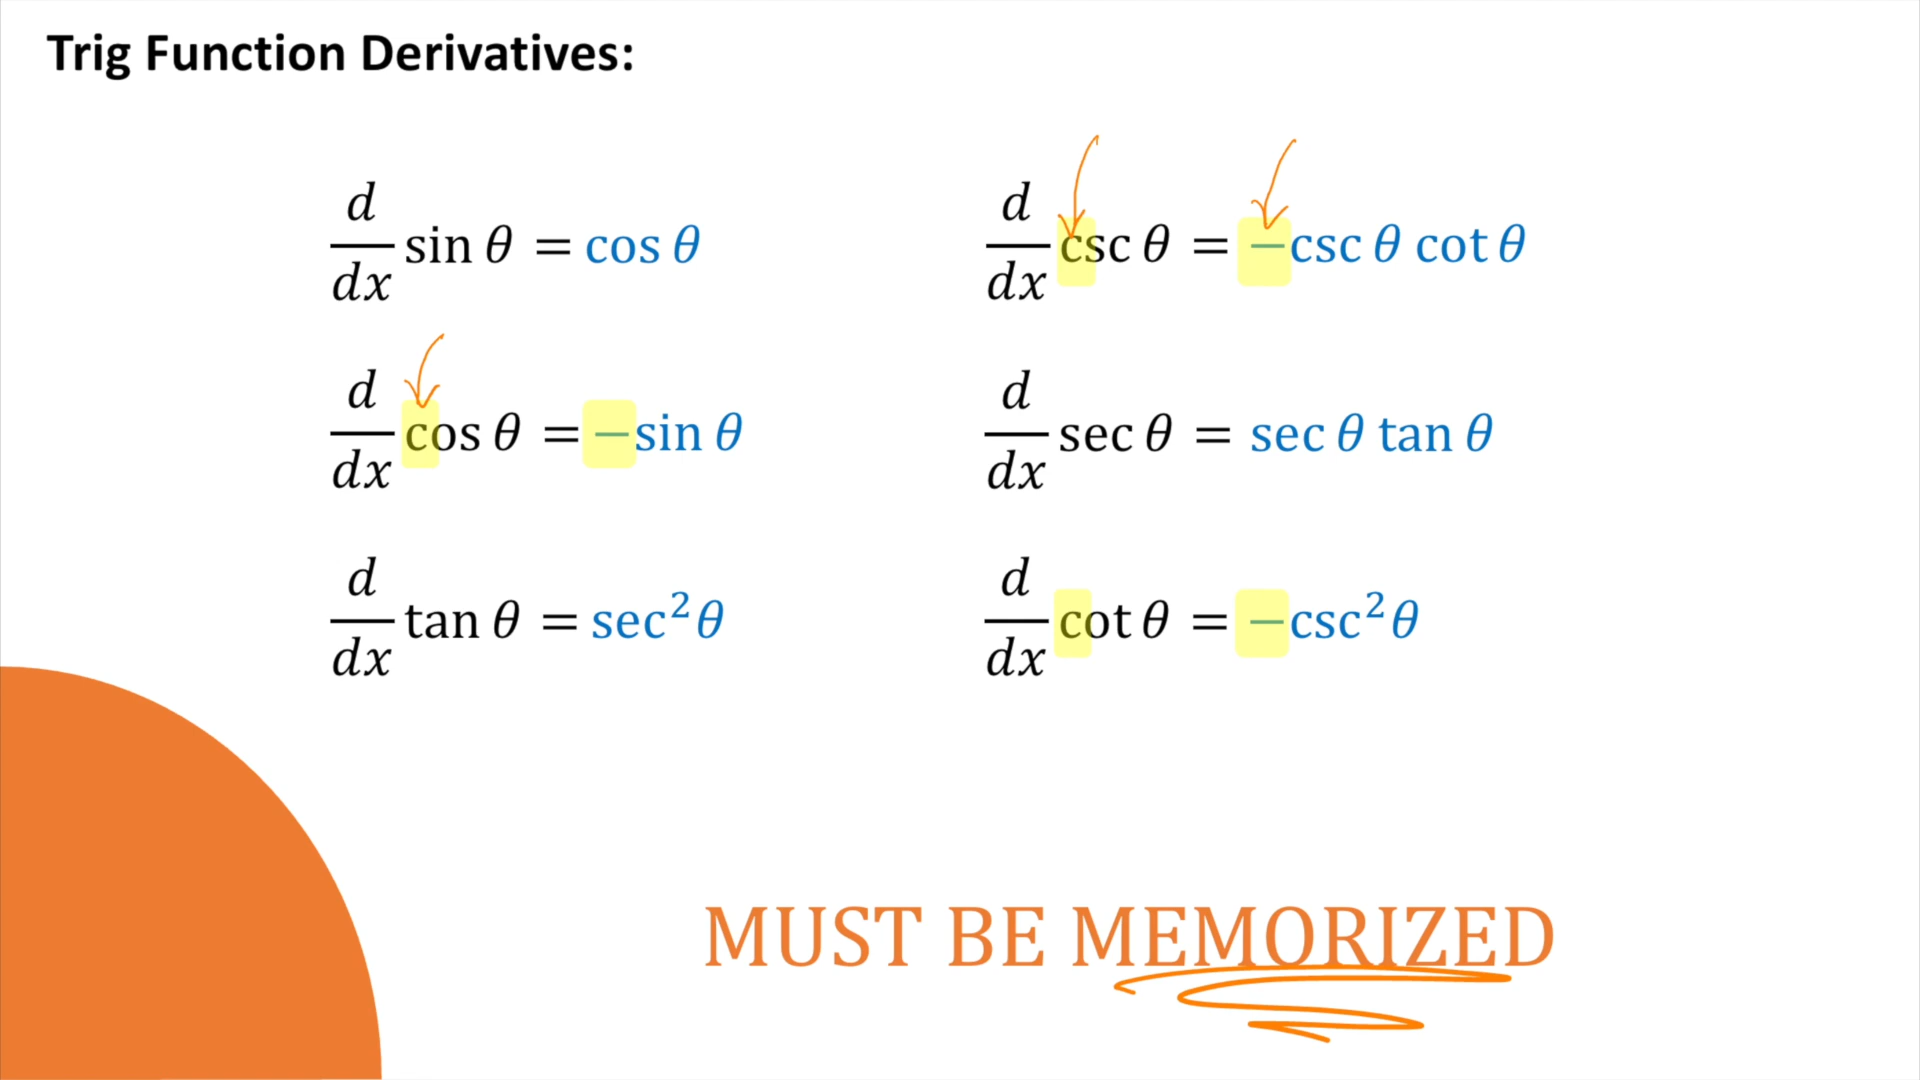 Trig Function Derivatives:
d/dx sin θ = cos θ
d/dx cos θ = −sin θ
d/dx tan θ = sec²θ
d/dx csc θ = −csc θ cot θ
d/dx sec θ = sec θ tan θ
d/dx cot θ = −csc²θ
MUST BE MEMORIZED